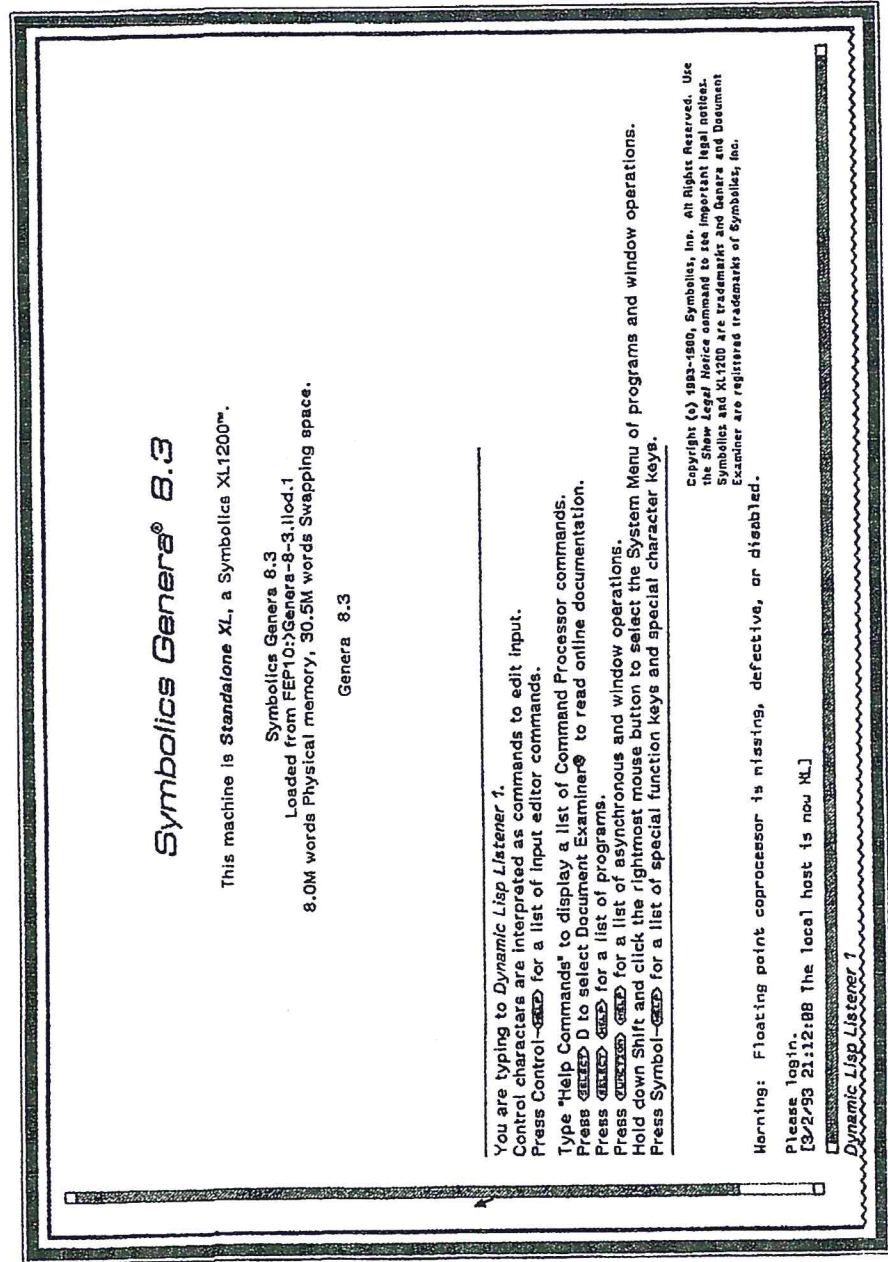 Symbolics Genera® 8.3
This machine is Standalone XL, a Symbolics XL1200™.
Symbolics Genera 8.3
Loaded from FEP10:>Genera-8-3.ilod.1
8.0M words Physical memory, 30.5M words Swapping space.
Genera 8.3
You are typing to Dynamic Lisp Listener 1.
Control characters are interpreted as commands to edit input.
Press Control-HELP for a list of input editor commands.
Type "Help Commands" to display a list of Command Processor commands.
Press SELECT D to select Document Examiner® to read online documentation.
Press SELECT HELP for a list of programs.
Press FUNCTION HELP for a list of asynchronous and window operations.
Hold down Shift and click the rightmost mouse button to select the System Menu of programs and window operations.
Press Symbol-HELP for a list of special function keys and special character keys.
Copyright (c) 1993-1980, Symbolics, Inc. All Rights Reserved. Use
the Show Legal Notice command to see important legal notices.
Symbolics and XL1200 are trademarks and Genera and Document
Examiner are registered trademarks of Symbolics, Inc.
Warning: Floating point coprocessor is missing, defective, or disabled.
Please login.
[3/2/93 21:12:08 The local host is now XL]
Dynamic Lisp Listener 1